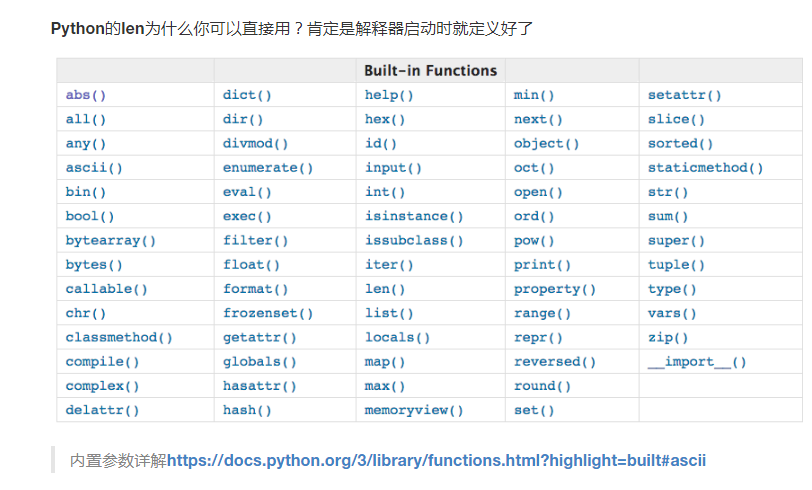 Python的len为什么你可以直接用？肯定是解释器启动时就定义好了
Built-in Functions
abs() dict() help() min() setattr()
all() dir() hex() next() slice()
any() divmod() id() object() sorted()
ascii() enumerate() input() oct() staticmethod()
bin() eval() int() open() str()
bool() exec() isinstance() ord() sum()
bytearray() filter() issubclass() pow() super()
bytes() float() iter() print() tuple()
callable() format() len() property() type()
chr() frozenset() list() range() vars()
classmethod() getattr() locals() repr() zip()
compile() globals() map() reversed() __import__()
complex() hasattr() max() round()
delattr() hash() memoryview() set()
内置参数详解https://docs.python.org/3/library/functions.html?highlight=built#ascii